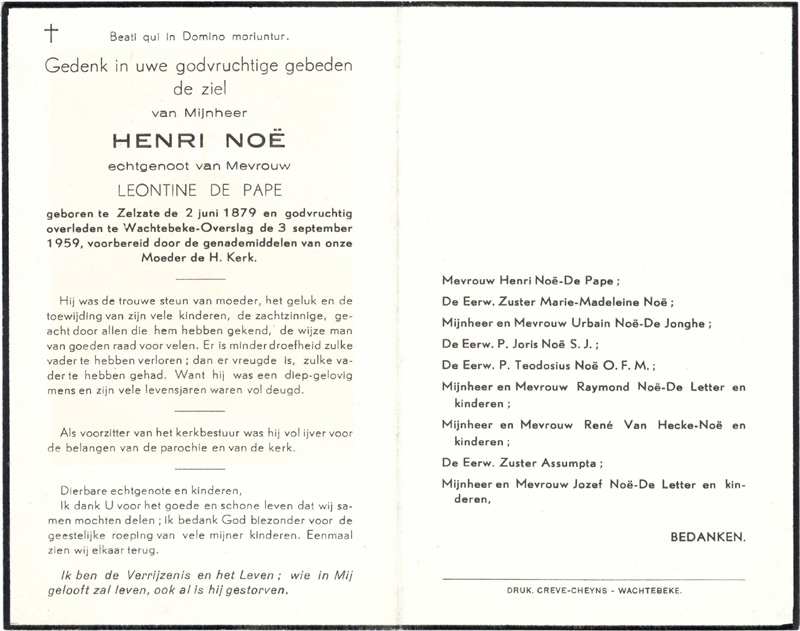 Beati qui in Domino moriuntur.
Gedenk in uwe godvruchtige gebeden
de ziel
van Mijnheer
HENRI NOË
echtgenoot van Mevrouw
LEONTINE DE PAPE
geboren te Zelzate de 2 juni 1879 en godvruchtig
overleden te Wachtebeke-Overslag de 3 september
1959, voorbereid door de genademiddelen van onze
Moeder de H. Kerk.
Hij was de trouwe steun van moeder, het geluk en de
toewijding van zijn vele kinderen, de zachtzinnige, ge-
acht door allen die hem hebben gekend, de wijze man
van goeden raad voor velen. Er is minder droefheid zulke
vader te hebben verloren ; dan er vreugde is, zulke va-
der te hebben gehad. Want hij was een diep-gelovig
mens en zijn vele levensjaren waren vol deugd.
Als voorzitter van het kerkbestuur was hij vol ijver voor
de belangen van de parochie en van de kerk.
Dierbare echtgenote en kinderen,
Ik dank U voor het goede en schone leven dat wij sa-
men mochten delen ; Ik bedank God biezonder voor de
geestelijke roeping van vele mijner kinderen. Eenmaal
zien wij elkaar terug.
Ik ben de Verrijzenis en het Leven ; wie in Mij
gelooft zal leven, ook al is hij gestorven.
Mevrouw Henri Noë-De Pape ;
De Eerw. Zuster Marie-Madeleine Noë ;
Mijnheer en Mevrouw Urbain Noë-De Jonghe ;
De Eerw. P. Joris Noë S. J. ;
De Eerw. P. Teodosius Noë O. F. M. ;
Mijnheer en Mevrouw Raymond Noë-De Letter en
kinderen ;
Mijnheer en Mevrouw René Van Hecke-Noë en
kinderen ;
De Eerw. Zuster Assumpta ;
Mijnheer en Mevrouw Jozef Noë-De Letter en kin-
deren,
BEDANKEN.
DRUK. CREVE-CHEYNS - WACHTEBEKE.